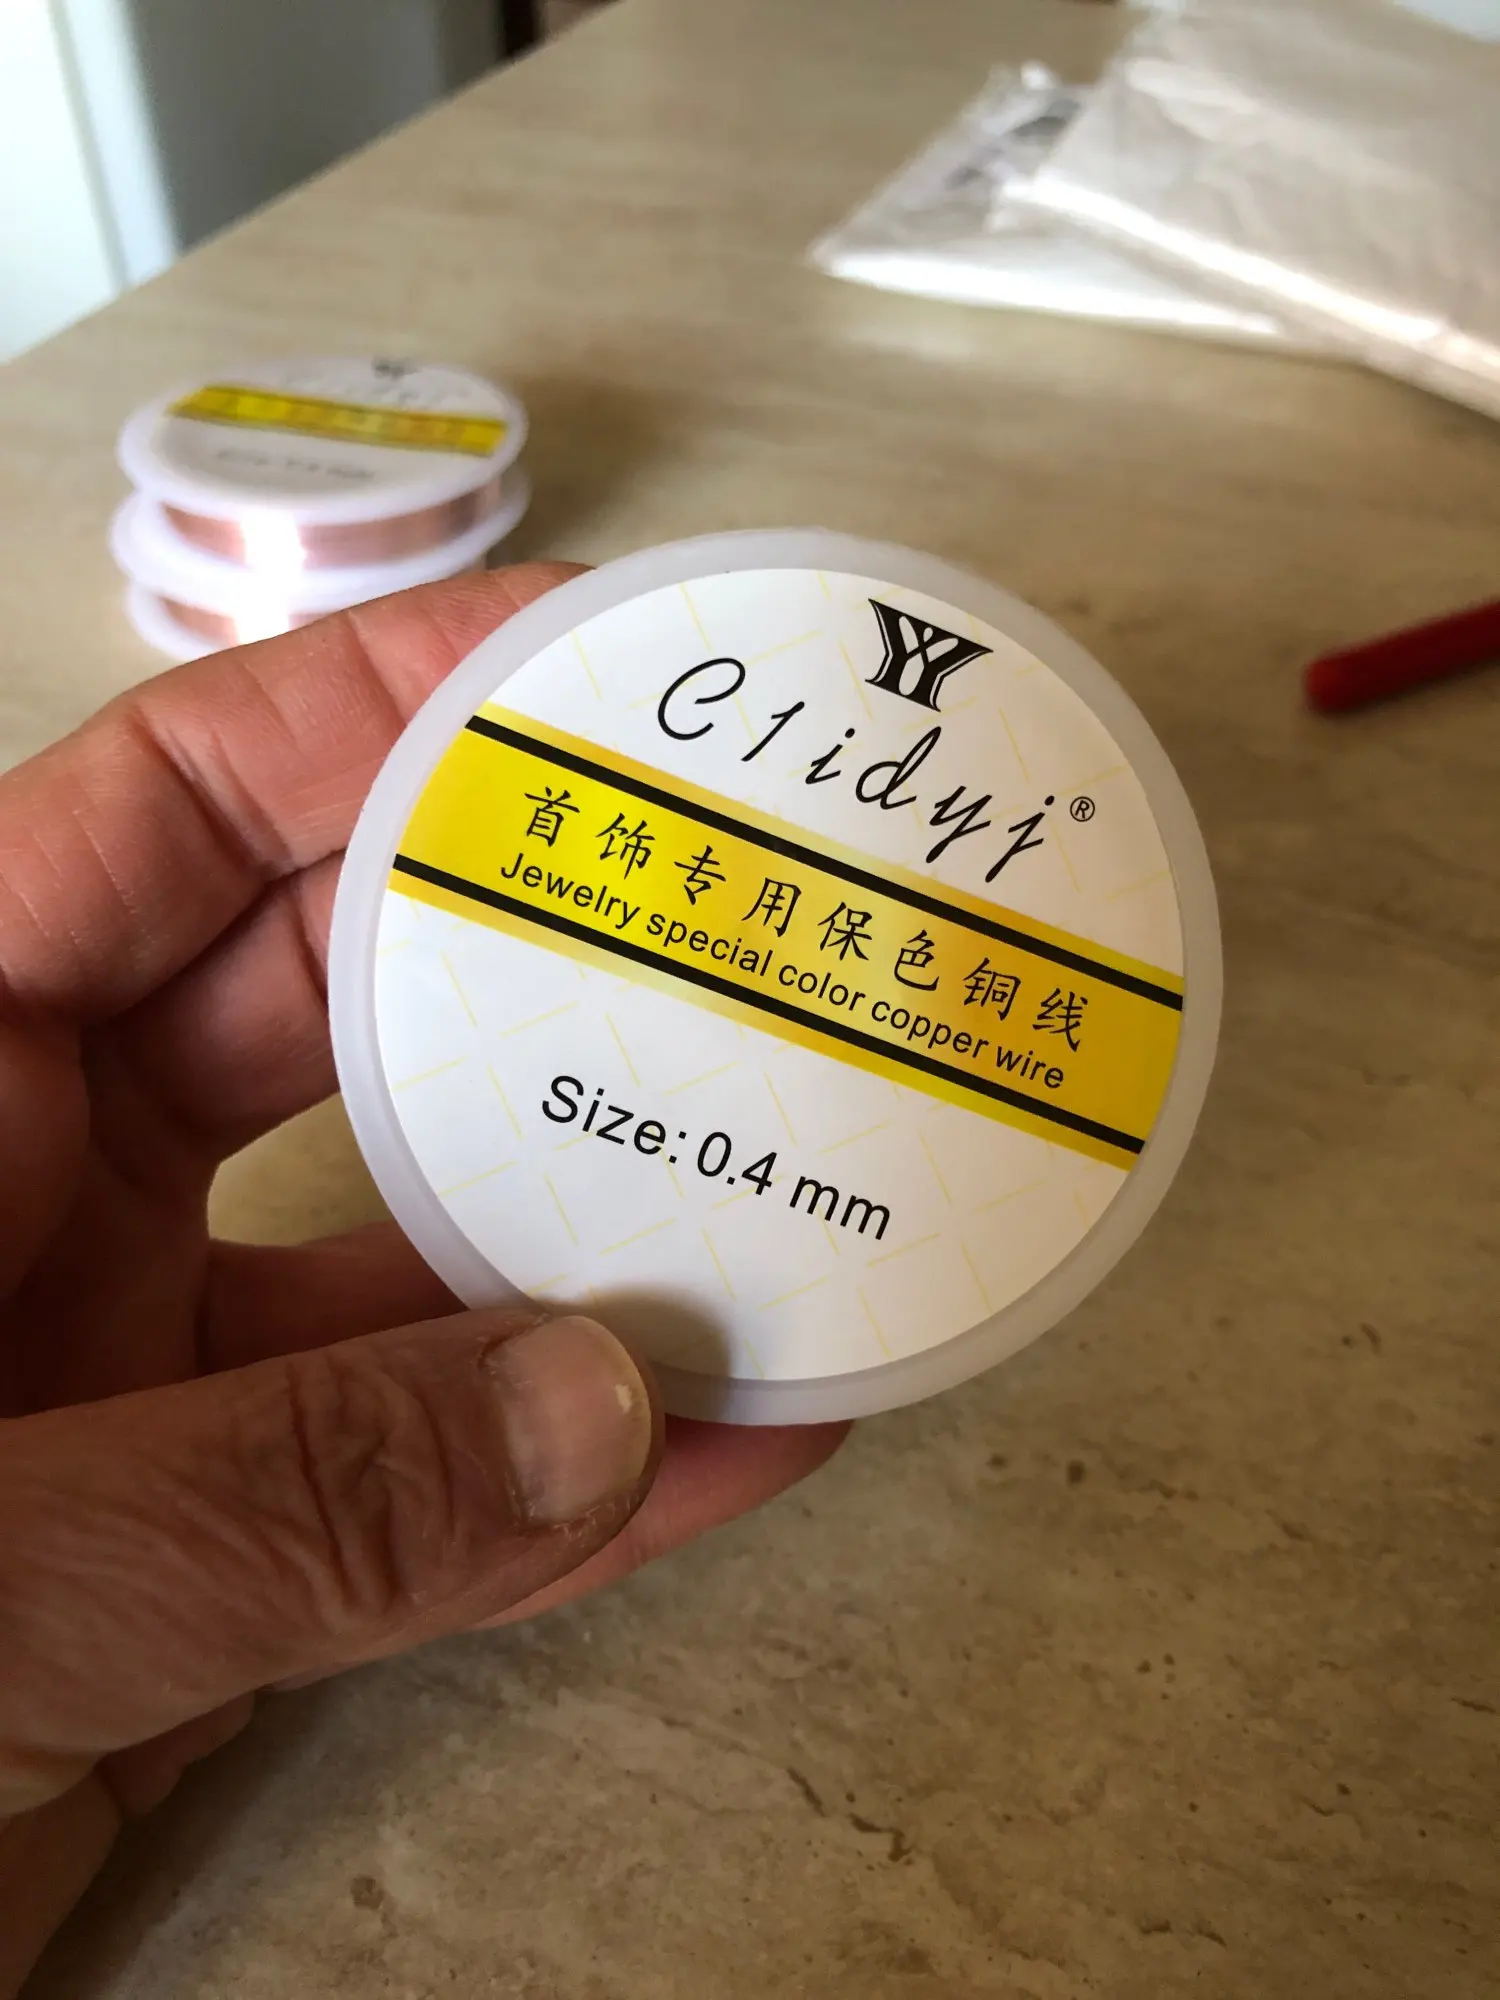 C1idyj®
首饰专用保色铜线
Jewelry special color copper wire
Size: 0.4 mm